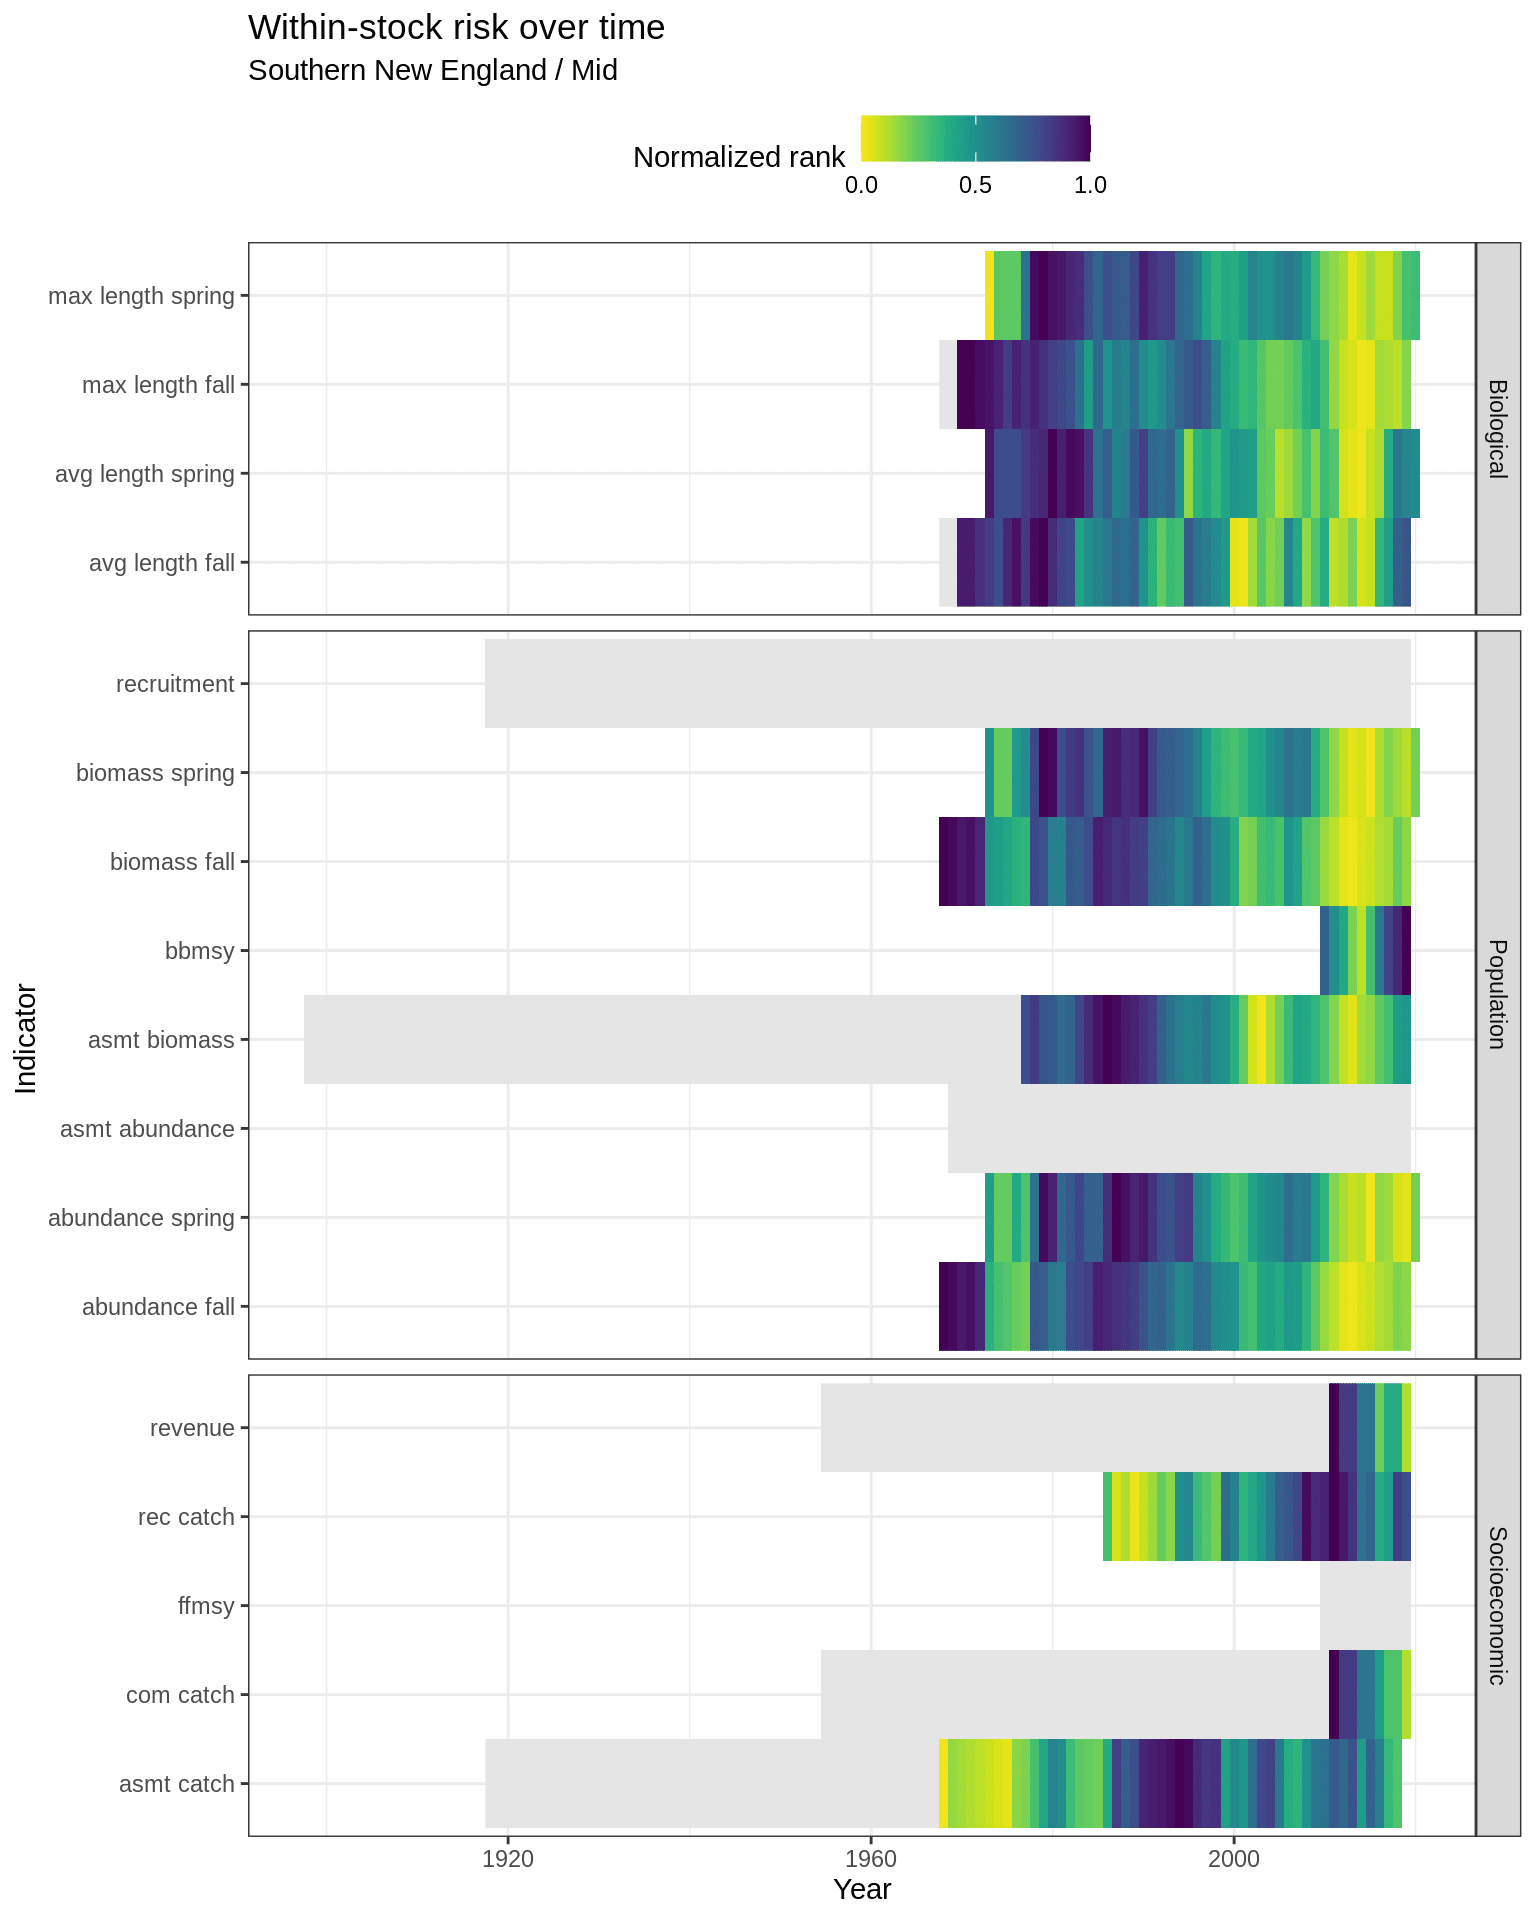 Within-stock risk over time
Southern New England / Mid
Normalized rank
0.0 0.5 1.0
max length spring
max length fall
avg length spring
avg length fall
Biological
recruitment
biomass spring
biomass fall
bbmsy
asmt biomass
asmt abundance
abundance spring
abundance fall
Population
revenue
rec catch
ffmsy
com catch
asmt catch
Socioeconomic
Indicator
1920 1960 2000
Year